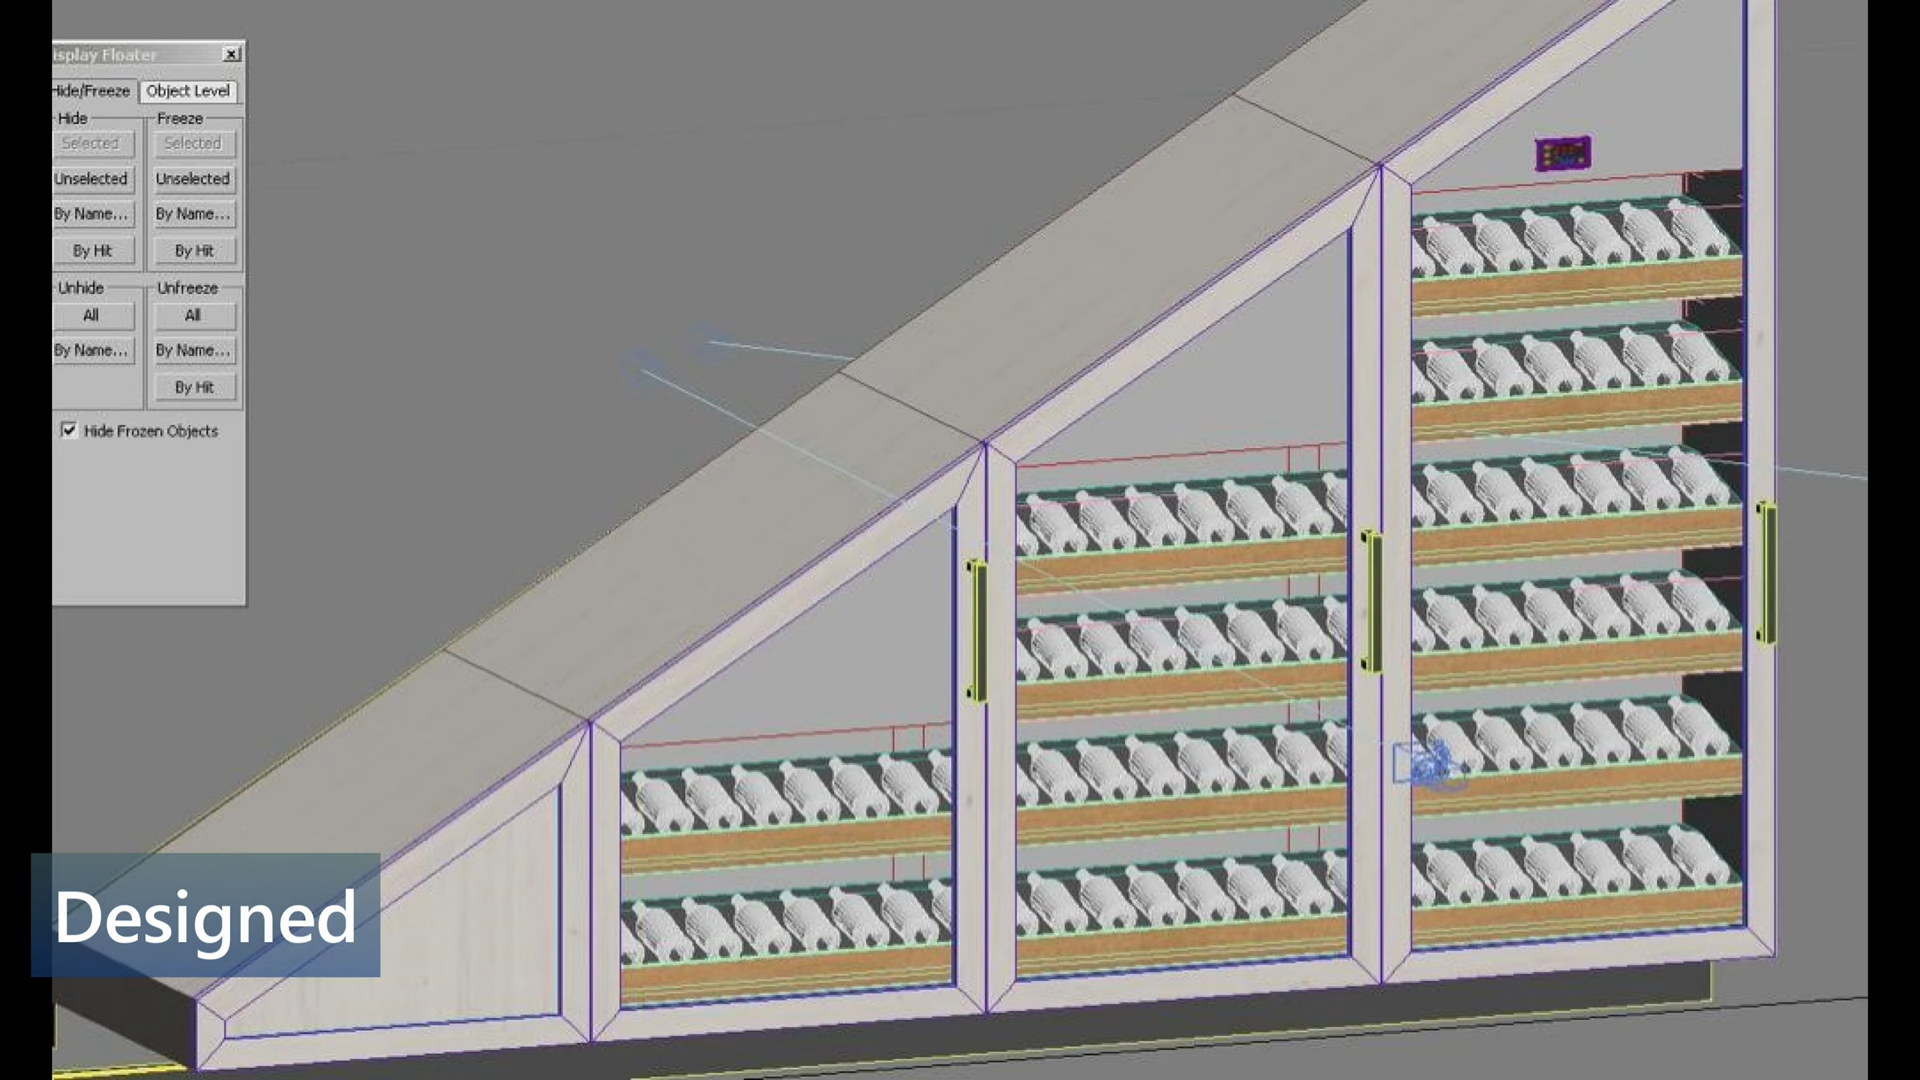 isplay Floater
Hide/Freeze Object Level
Hide Freeze
Selected Selected
Unselected Unselected
By Name... By Name...
By Hit By Hit
Unhide Unfreeze
All All
By Name... By Name...
By Hit
Hide Frozen Objects
Designed